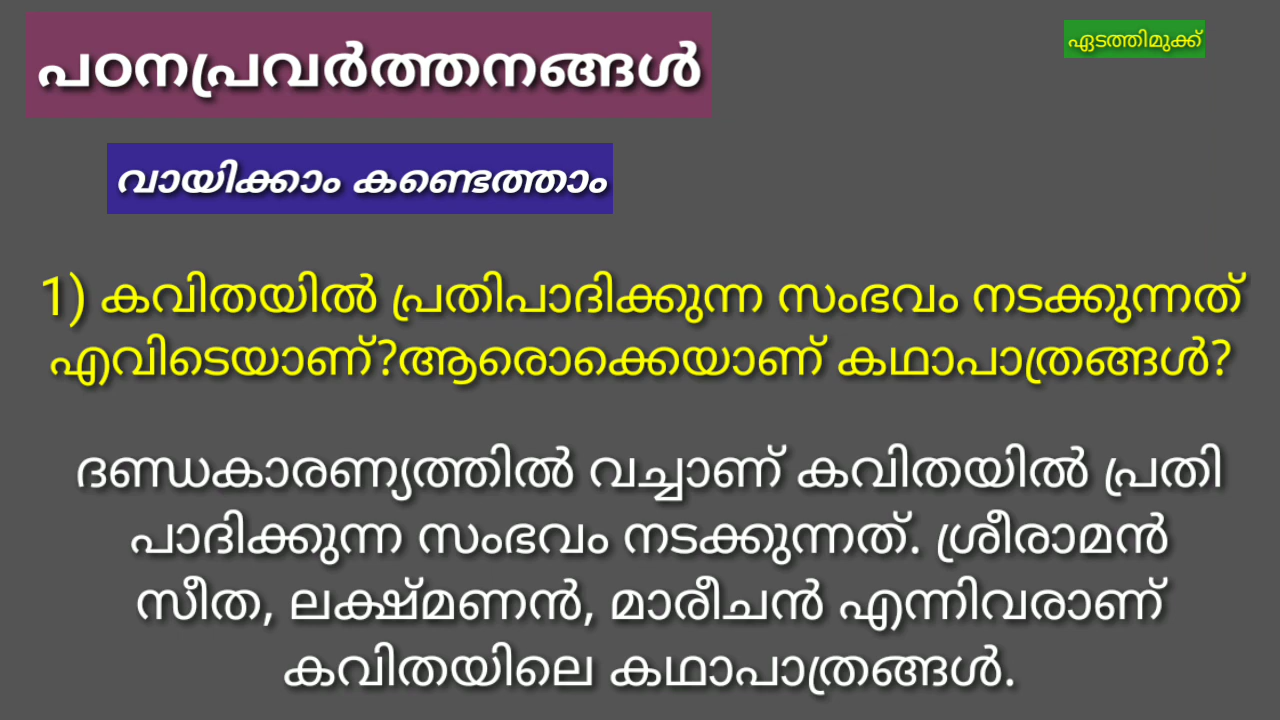 പഠനപ്രവർത്തനങ്ങൾ
ഏടത്തിമുക്ക്
വായിക്കാം കണ്ടെത്താം
1) കവിതയിൽ പ്രതിപാദിക്കുന്ന സംഭവം നടക്കുന്നത്
എവിടെയാണ്?ആരൊക്കെയാണ് കഥാപാത്രങ്ങൾ?
ദണ്ഡകാരണ്യത്തിൽ വച്ചാണ് കവിതയിൽ പ്രതി
പാദിക്കുന്ന സംഭവം നടക്കുന്നത്. ശ്രീരാമൻ
സീത, ലക്ഷ്മണൻ, മാരീചൻ എന്നിവരാണ്
കവിതയിലെ കഥാപാത്രങ്ങൾ.